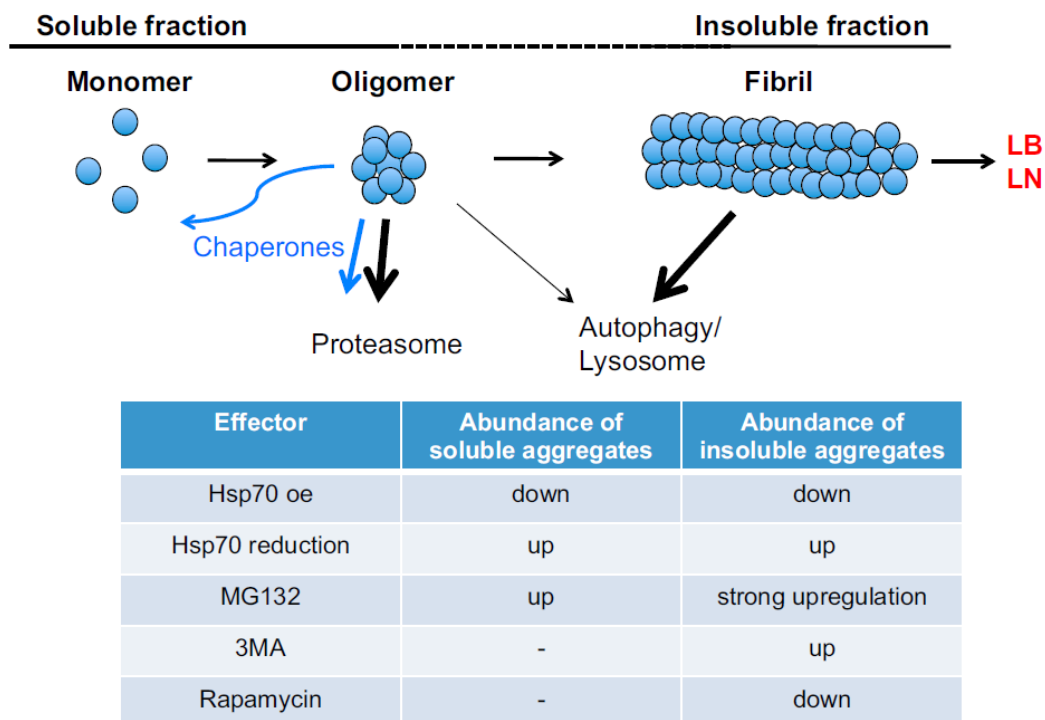 Soluble fraction
Insoluble fraction
Monomer
Oligomer
Fibril
LB
LN
Chaperones
Proteasome
Autophagy/
Lysosome
Effector
Abundance of
soluble aggregates
Abundance of
insoluble aggregates
Hsp70 oe
down
down
Hsp70 reduction
up
up
MG132
up
strong upregulation
3MA
-
up
Rapamycin
-
down